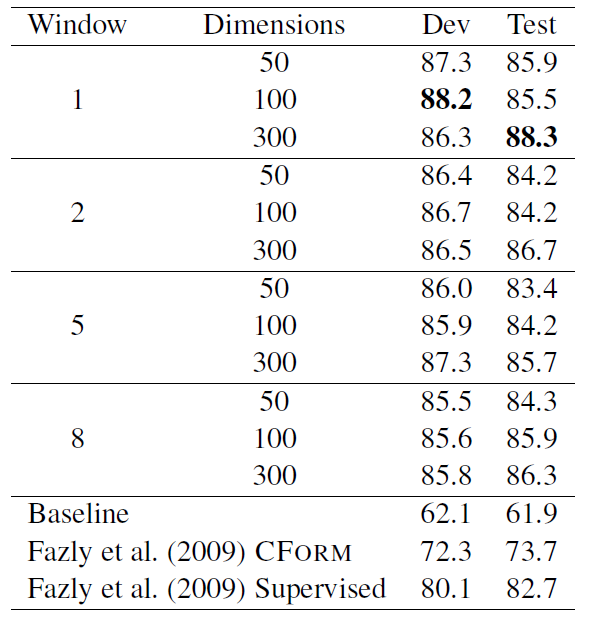 Window Dimensions Dev Test
50 87.3 85.9
1 100 88.2 85.5
300 86.3 88.3
50 86.4 84.2
2 100 86.7 84.2
300 86.5 86.7
50 86.0 83.4
5 100 85.9 84.2
300 87.3 85.7
50 85.5 84.3
8 100 85.6 85.9
300 85.8 86.3
Baseline 62.1 61.9
Fazly et al. (2009) CFORM 72.3 73.7
Fazly et al. (2009) Supervised 80.1 82.7